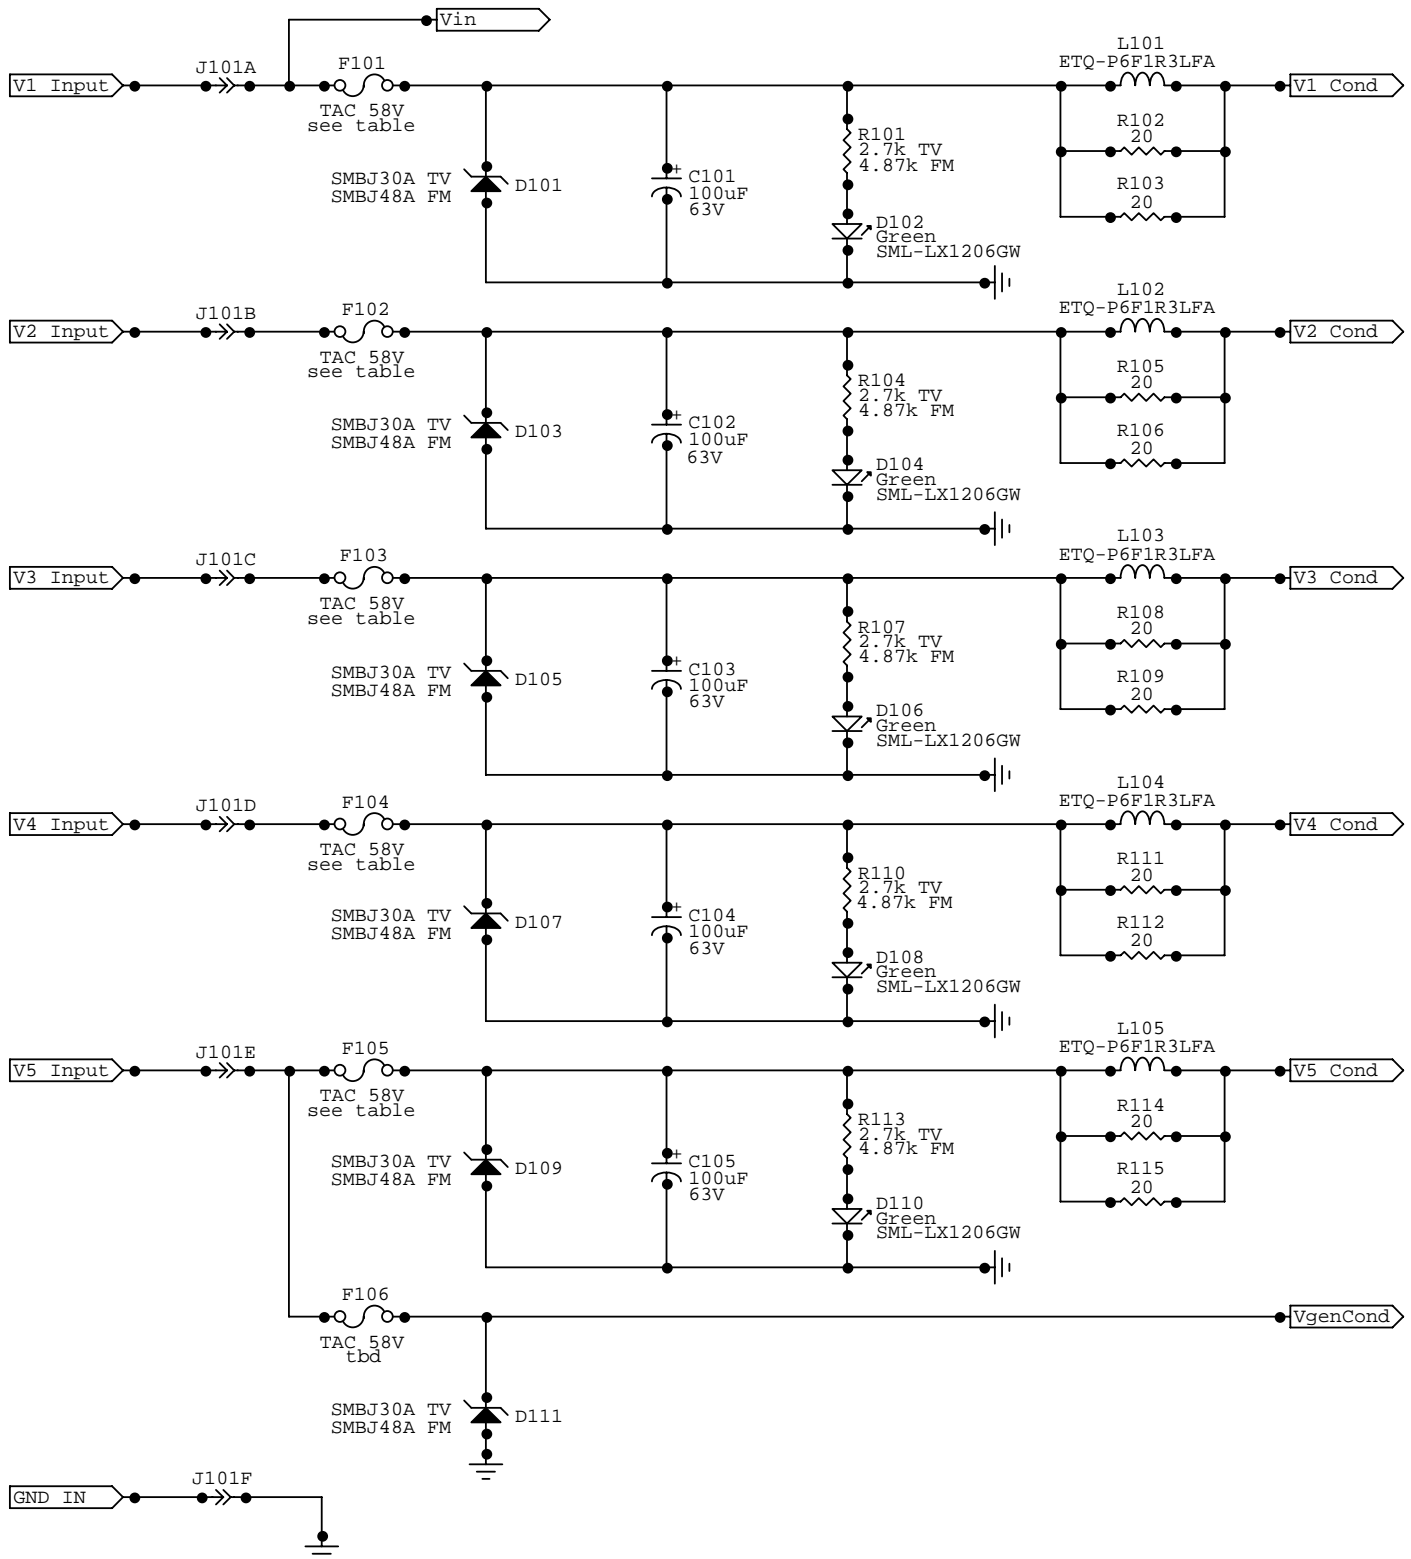 Vin
V1 Input
J101A
F101
TAC 58V
see table
SMBJ30A TV
SMBJ48A FM
D101
C101
100uF
63V
R101
2.7k TV
4.87k FM
D102
Green
SML-LX1206GW
L101
ETQ-P6F1R3LFA
R102
20
R103
20
V1 Cond
V2 Input
J101B
F102
TAC 58V
see table
SMBJ30A TV
SMBJ48A FM
D103
C102
100uF
63V
R104
2.7k TV
4.87k FM
D104
Green
SML-LX1206GW
L102
ETQ-P6F1R3LFA
R105
20
R106
20
V2 Cond
V3 Input
J101C
F103
TAC 58V
see table
SMBJ30A TV
SMBJ48A FM
D105
C103
100uF
63V
R107
2.7k TV
4.87k FM
D106
Green
SML-LX1206GW
L103
ETQ-P6F1R3LFA
R108
20
R109
20
V3 Cond
V4 Input
J101D
F104
TAC 58V
see table
SMBJ30A TV
SMBJ48A FM
D107
C104
100uF
63V
R110
2.7k TV
4.87k FM
D108
Green
SML-LX1206GW
L104
ETQ-P6F1R3LFA
R111
20
R112
20
V4 Cond
V5 Input
J101E
F105
TAC 58V
see table
SMBJ30A TV
SMBJ48A FM
D109
C105
100uF
63V
R113
2.7k TV
4.87k FM
D110
Green
SML-LX1206GW
L105
ETQ-P6F1R3LFA
R114
20
R115
20
V5 Cond
F106
TAC 58V
tbd
SMBJ30A TV
SMBJ48A FM
D111
VgenCond
GND IN
J101F